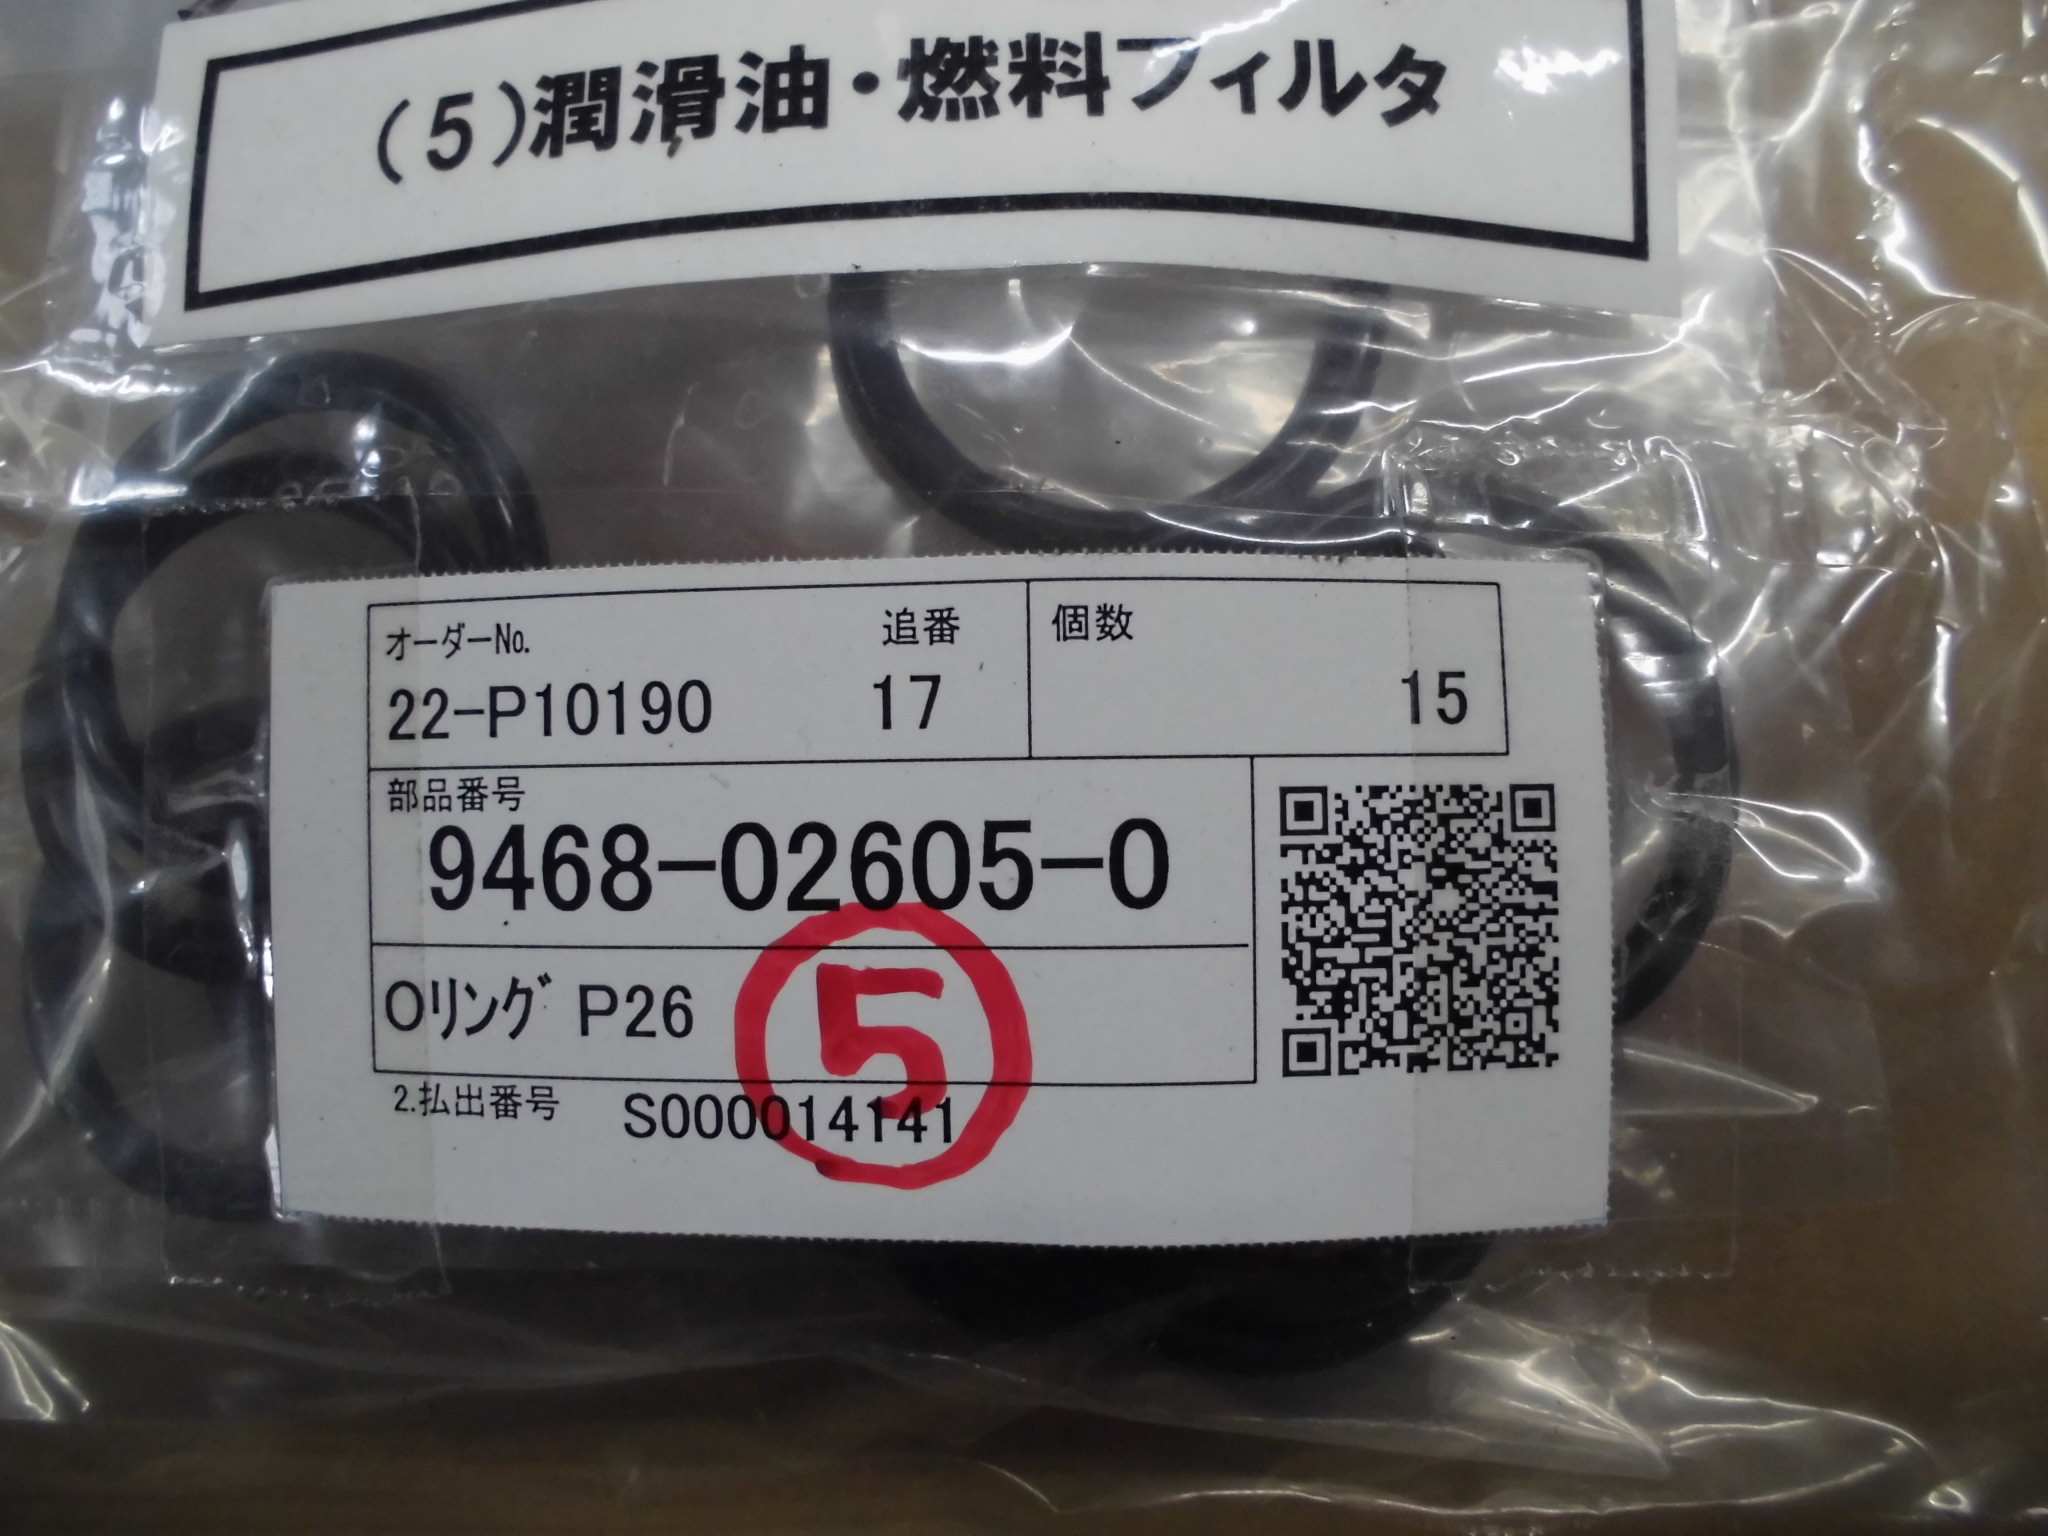 (5)潤滑油・燃料フィルタ
オーダーNo. 追番 個数
22-P10190 17 15
部品番号
9468-02605-0
Oリング P26
5
2.払出番号 S000014141